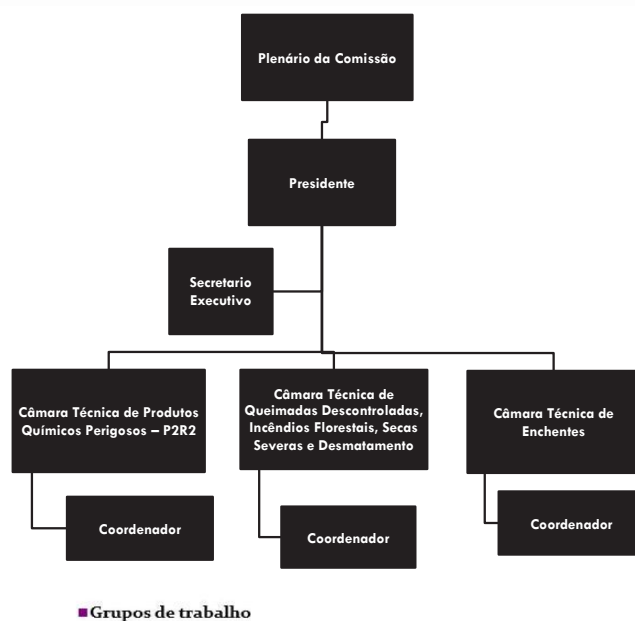 Plenário da Comissão
Presidente
Secretario
Executivo
Câmara Técnica de Produtos
Químicos Perigosos – P2R2
Câmara Técnica de
Queimadas Descontroladas,
Incêndios Florestais, Secas
Severas e Desmatamento
Câmara Técnica de
Enchentes
Coordenador
Coordenador
Coordenador
Grupos de trabalho